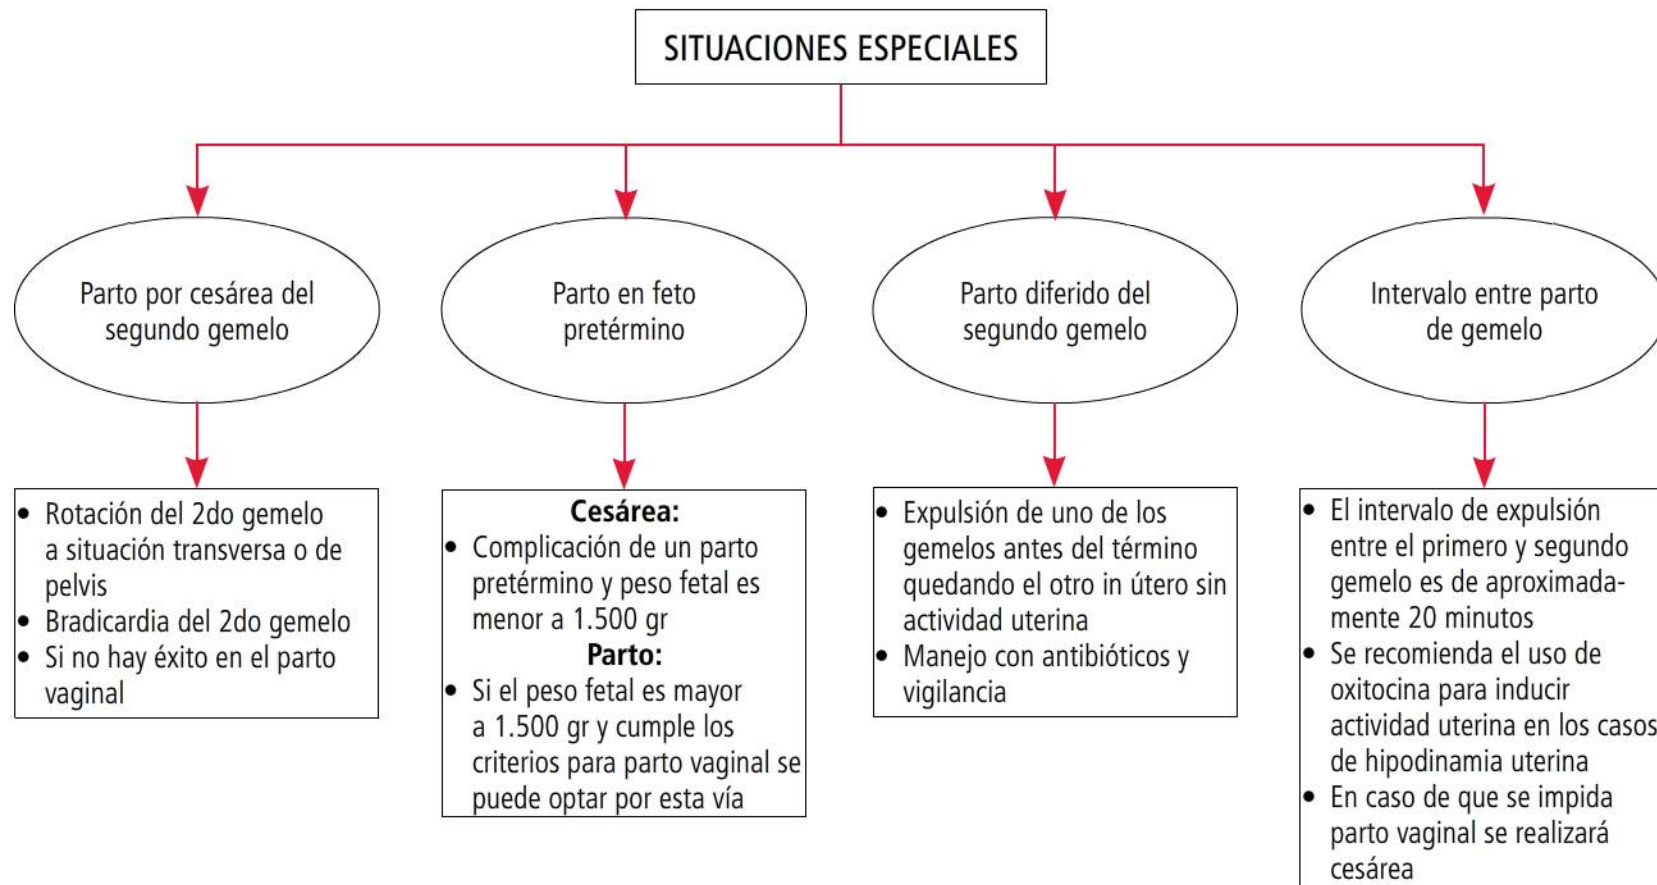 SITUACIONES ESPECIALES
Parto por cesárea del
segundo gemelo
Parto en feto
pretérmino
Parto diferido del
segundo gemelo
Intervalo entre parto
de gemelo
• Rotación del 2do gemelo
a situación transversa o de
pelvis
• Bradicardia del 2do gemelo
• Si no hay éxito en el parto
vaginal
Cesárea:
• Complicación de un parto
pretérmino y peso fetal es
menor a 1.500 gr
Parto:
• Si el peso fetal es mayor
a 1.500 gr y cumple los
criterios para parto vaginal se
puede optar por esta vía
• Expulsión de uno de los
gemelos antes del término
quedando el otro in útero sin
actividad uterina
• Manejo con antibióticos y
vigilancia
• El intervalo de expulsión
entre el primero y segundo
gemelo es de aproximada-
mente 20 minutos
• Se recomienda el uso de
oxitocina para inducir
actividad uterina en los casos
de hipodinamia uterina
• En caso de que se impida
parto vaginal se realizará
cesárea